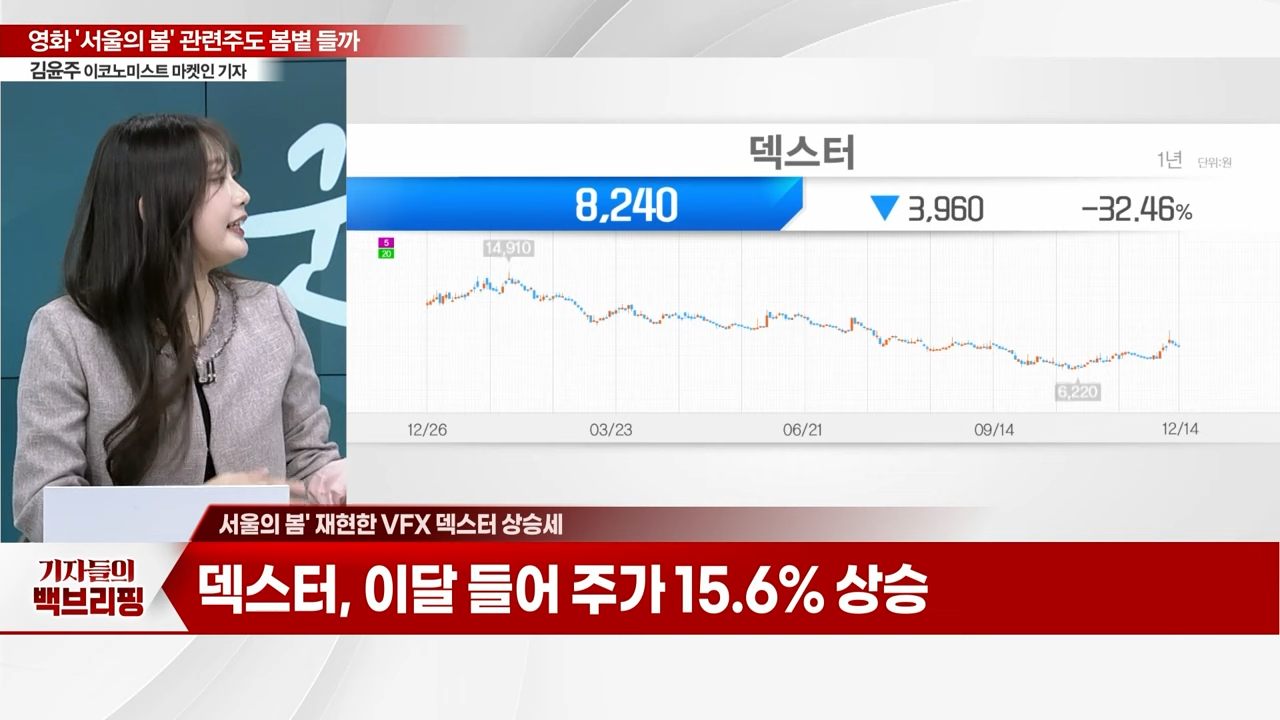 영화 '서울의 봄' 관련주도 봄볕 들까
김윤주 이코노미스트 마켓인 기자
덱스터
1년 단위:원
8,240 ▼ 3,960 -32.46%
5
20
14,910
6,220
12/26 03/23 06/21 09/14 12/14
서울의 봄' 재현한 VFX 덱스터 상승세
기자들의
백브리핑
덱스터, 이달 들어 주가 15.6% 상승